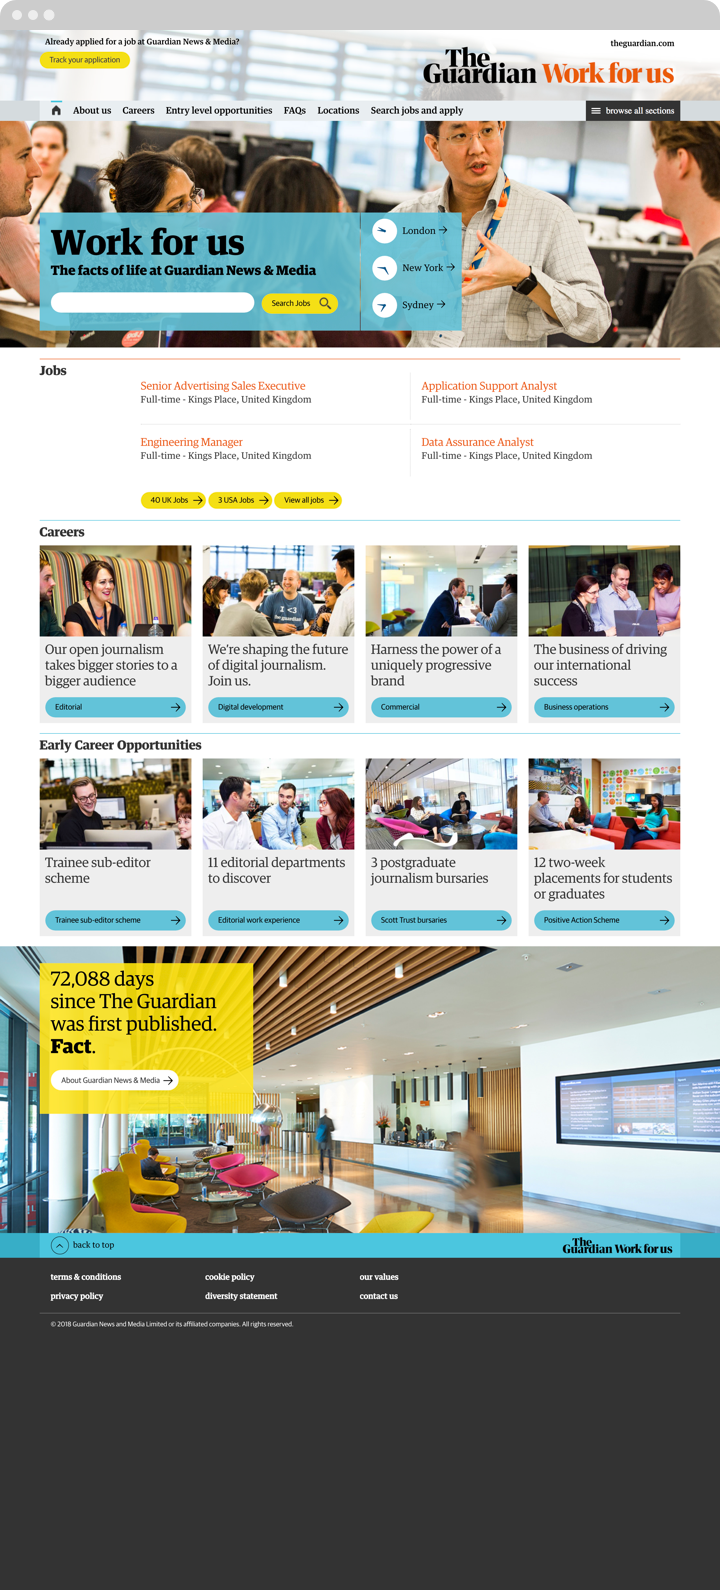 Already applied for a job at Guardian News & Media?
Track your application
theguardian.com
The
Guardian Work for us
About us Careers Entry level opportunities FAQs Locations Search jobs and apply
browse all sections
Work for us
The facts of life at Guardian News & Media
Search Jobs
London
New York
Sydney
Jobs
Senior Advertising Sales Executive
Full-time - Kings Place, United Kingdom
Application Support Analyst
Full-time - Kings Place, United Kingdom
Engineering Manager
Full-time - Kings Place, United Kingdom
Data Assurance Analyst
Full-time - Kings Place, United Kingdom
40 UK Jobs
3 USA Jobs
View all jobs
Careers
Our open journalism
takes bigger stories to a
bigger audience
Editorial
I <3
the guardian
We're shaping the future
of digital journalism.
Join us.
Digital development
Harness the power of a
uniquely progressive
brand
Commercial
The business of driving
our international
success
Business operations
Early Career Opportunities
Trainee sub-editor
scheme
Trainee sub-editor scheme
11 editorial departments
to discover
Editorial work experience
3 postgraduate
journalism bursaries
Scott Trust bursaries
12 two-week
placements for students
or graduates
Positive Action Scheme
72,088 days
since The Guardian
was first published.
Fact.
About Guardian News & Media
back to top
The
Guardian Work for us
terms & conditions
cookie policy
our values
privacy policy
diversity statement
contact us
© 2018 Guardian News and Media Limited or its affiliated companies. All rights reserved.